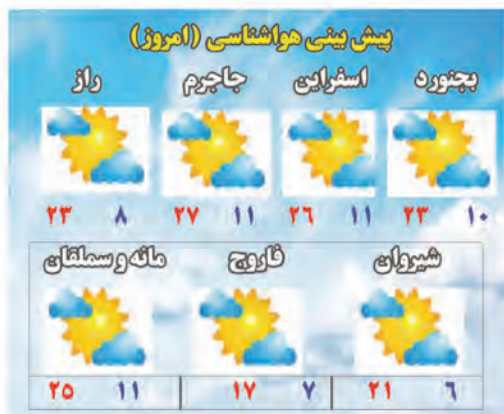 پیش بینی هواشناسی (امروز)
بجنورد اسفراین جاجرم راز
۱۰ ۲۳ ۱۱ ۲۶ ۱۱ ۲۷ ۸ ۲۳
شیروان فاروج مانه و سملقان
۶ ۲۱ ۷ ۱۷ ۱۱ ۲۵